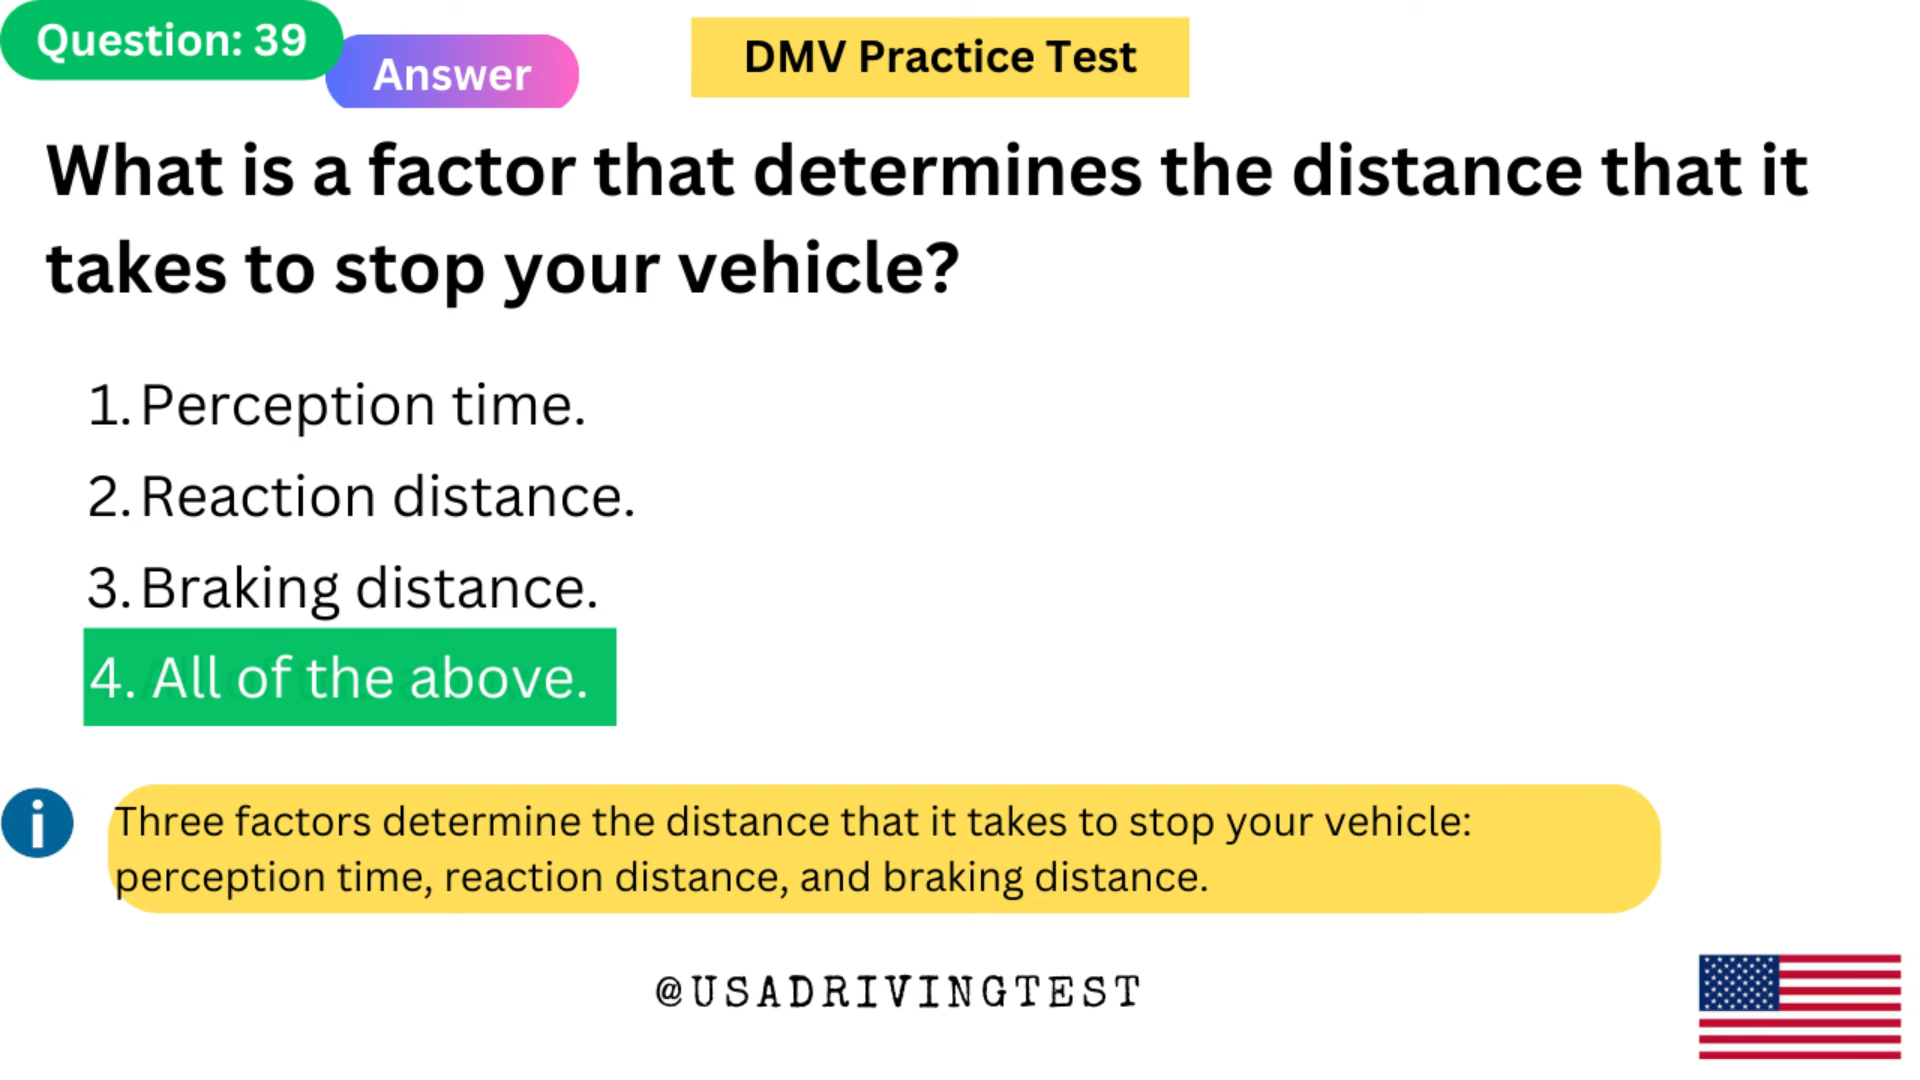 Question: 39
Answer
DMV Practice Test
What is a factor that determines the distance that it
takes to stop your vehicle?
1. Perception time.
2. Reaction distance.
3. Braking distance.
4. All of the above.
i
Three factors determine the distance that it takes to stop your vehicle:
perception time, reaction distance, and braking distance.
@USADRIVINGTEST